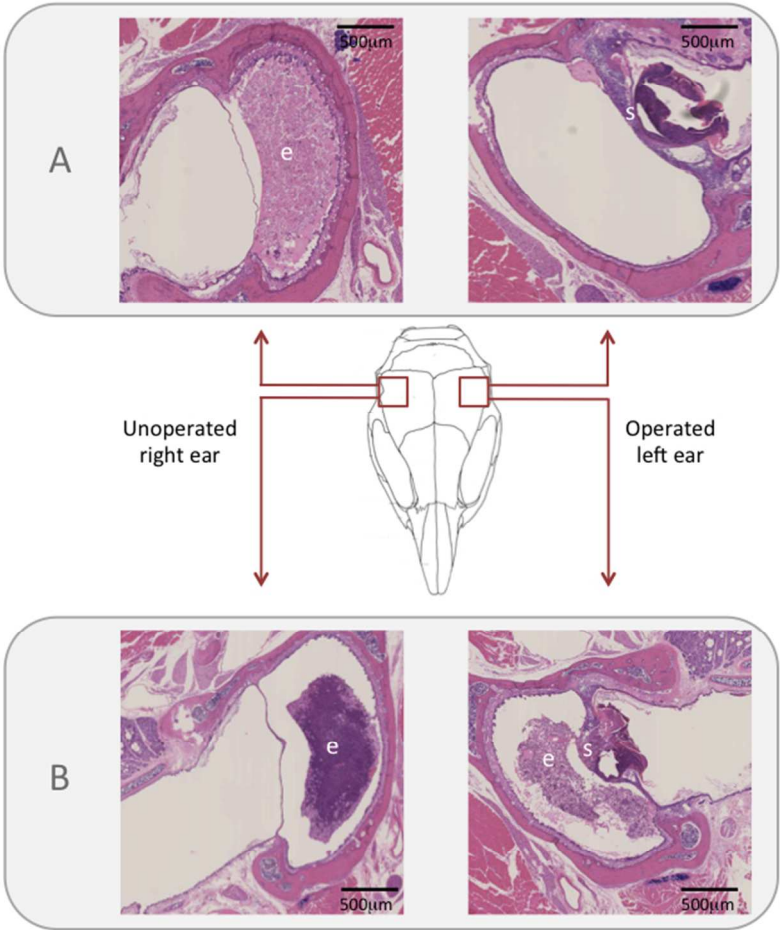 500µm
500µm
A
e
s
Unoperated
right ear
Operated
left ear
B
e
e
s
500µm
500µm